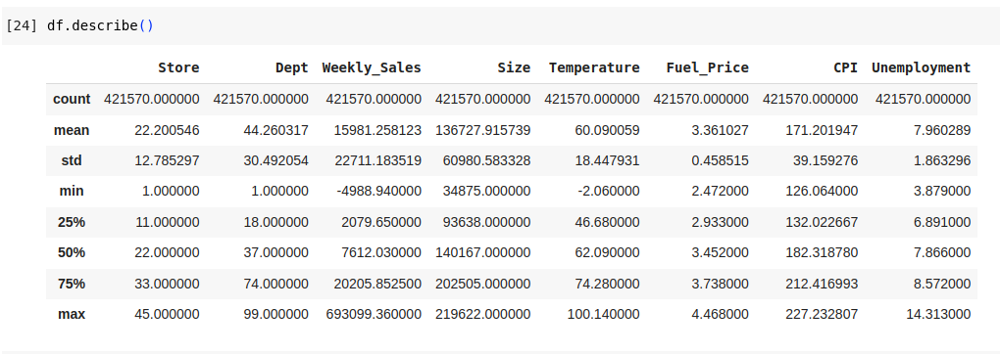 [24] df.describe()
Store Dept Weekly_Sales Size Temperature Fuel_Price CPI Unemployment
count 421570.000000 421570.000000 421570.000000 421570.000000 421570.000000 421570.000000 421570.000000 421570.000000
mean 22.200546 44.260317 15981.258123 136727.915739 60.090059 3.361027 171.201947 7.960289
std 12.785297 30.492054 22711.183519 60980.583328 18.447931 0.458515 39.159276 1.863296
min 1.000000 1.000000 -4988.940000 34875.000000 -2.060000 2.472000 126.064000 3.879000
25% 11.000000 18.000000 2079.650000 93638.000000 46.680000 2.933000 132.022667 6.891000
50% 22.000000 37.000000 7612.030000 140167.000000 62.090000 3.452000 182.318780 7.866000
75% 33.000000 74.000000 20205.852500 202505.000000 74.280000 3.738000 212.416993 8.572000
max 45.000000 99.000000 693099.360000 219622.000000 100.140000 4.468000 227.232807 14.313000